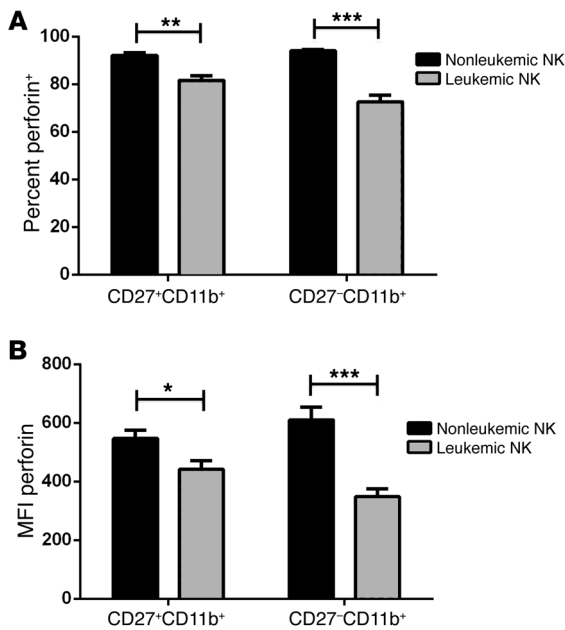 A
Percent perforin⁺
100
80
60
40
20
0
**
***
Nonleukemic NK
Leukemic NK
CD27⁺CD11b⁺
CD27⁻CD11b⁺
B
MFI perforin
800
600
400
200
0
*
***
Nonleukemic NK
Leukemic NK
CD27⁺CD11b⁺
CD27⁻CD11b⁺